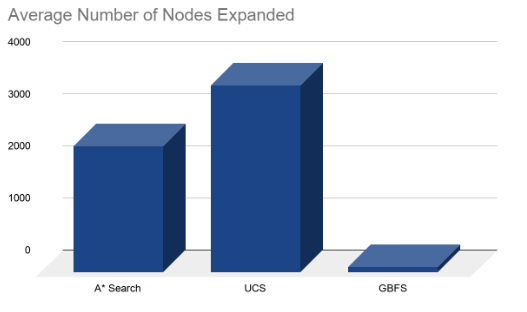 Average Number of Nodes Expanded
4000
3000
2000
1000
0
A* Search
UCS
GBFS